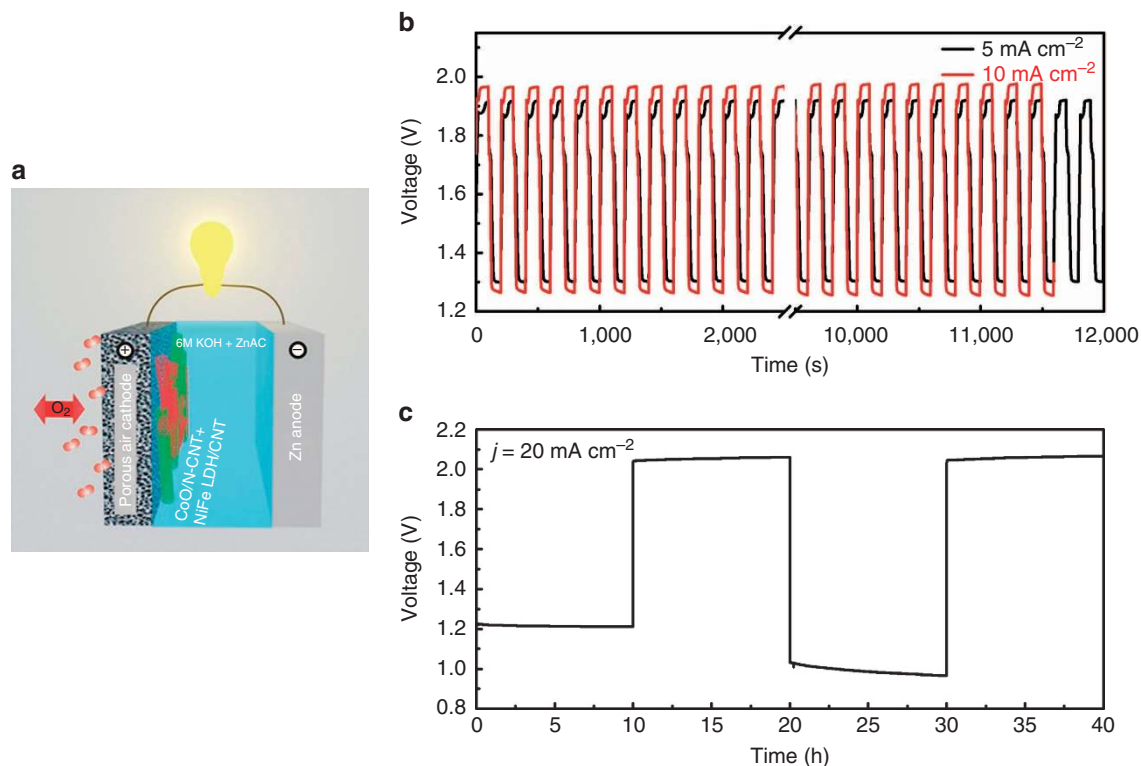 a
6M KOH + ZnAC
+
−
O₂
Porous air cathode
CoO/N-CNT+
NiFe LDH/CNT
Zn anode
b
5 mA cm⁻²
10 mA cm⁻²
Voltage (V)
2.0
1.8
1.6
1.4
1.2
0 1,000 2,000 10,000 11,000 12,000
Time (s)
c
j = 20 mA cm⁻²
Voltage (V)
2.2
2.0
1.8
1.6
1.4
1.2
1.0
0.8
0 5 10 15 20 25 30 35 40
Time (h)